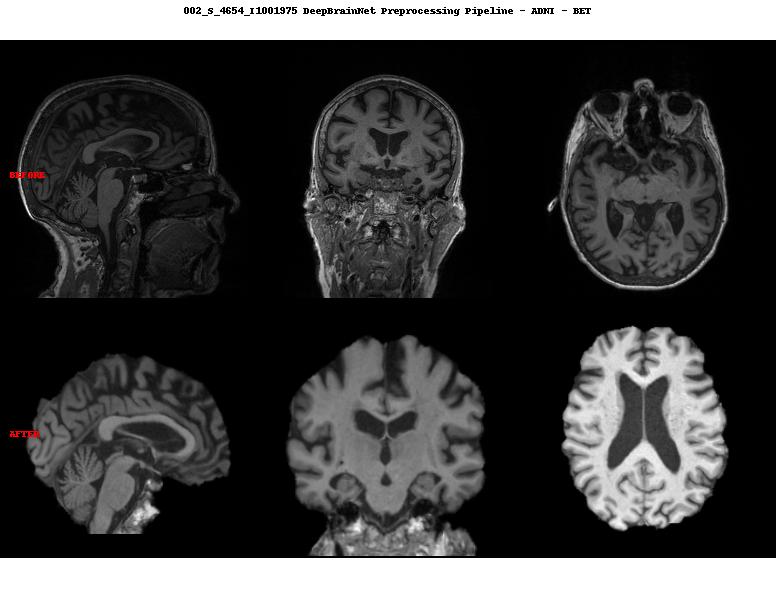 002_S_4654_I1001975 DeepBrainNet Preprocessing Pipeline - ADNI - BET
BEFORE
AFTER